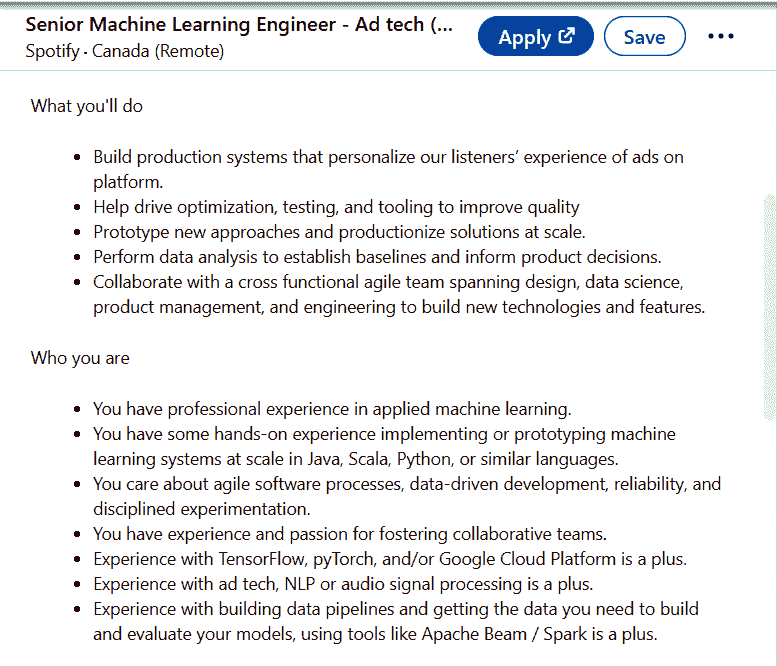 Senior Machine Learning Engineer - Ad tech (...
Apply
Save
Spotify · Canada (Remote)
What you'll do
• Build production systems that personalize our listeners’ experience of ads on
platform.
• Help drive optimization, testing, and tooling to improve quality
• Prototype new approaches and productionize solutions at scale.
• Perform data analysis to establish baselines and inform product decisions.
• Collaborate with a cross functional agile team spanning design, data science,
product management, and engineering to build new technologies and features.
Who you are
• You have professional experience in applied machine learning.
• You have some hands-on experience implementing or prototyping machine
learning systems at scale in Java, Scala, Python, or similar languages.
• You care about agile software processes, data-driven development, reliability, and
disciplined experimentation.
• You have experience and passion for fostering collaborative teams.
• Experience with TensorFlow, pyTorch, and/or Google Cloud Platform is a plus.
• Experience with ad tech, NLP or audio signal processing is a plus.
• Experience with building data pipelines and getting the data you need to build
and evaluate your models, using tools like Apache Beam / Spark is a plus.